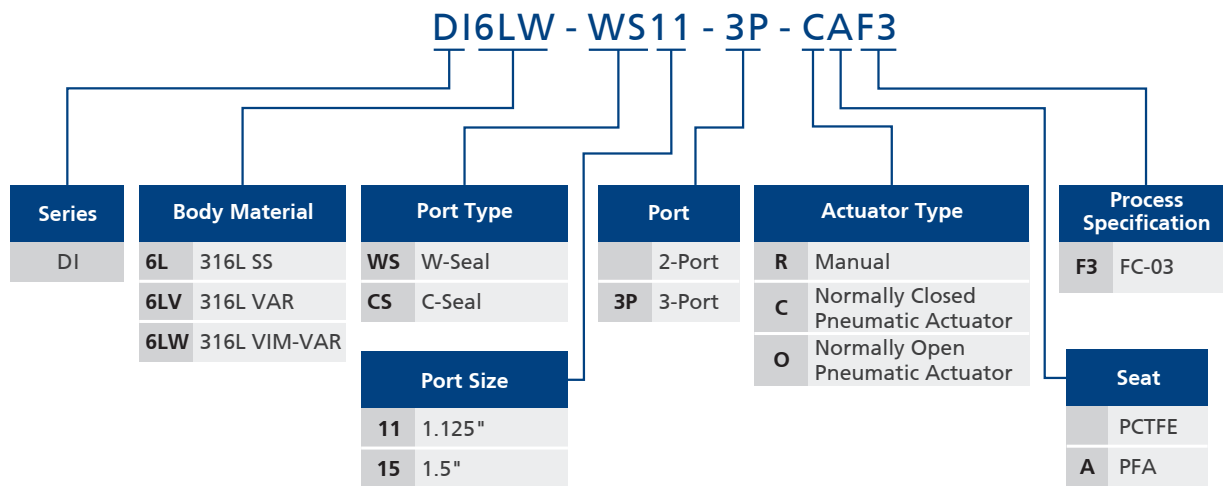 DI6LW - WS11 - 3P - CAF3
Series
DI
Body Material
6L 316L SS
6LV 316L VAR
6LW 316L VIM-VAR
Port Type
WS W-Seal
CS C-Seal
Port Size
11 1.125"
15 1.5"
Port
2-Port
3P 3-Port
Actuator Type
R Manual
C Normally Closed
Pneumatic Actuator
O Normally Open
Pneumatic Actuator
Process
Specification
F3 FC-03
Seat
PCTFE
A PFA